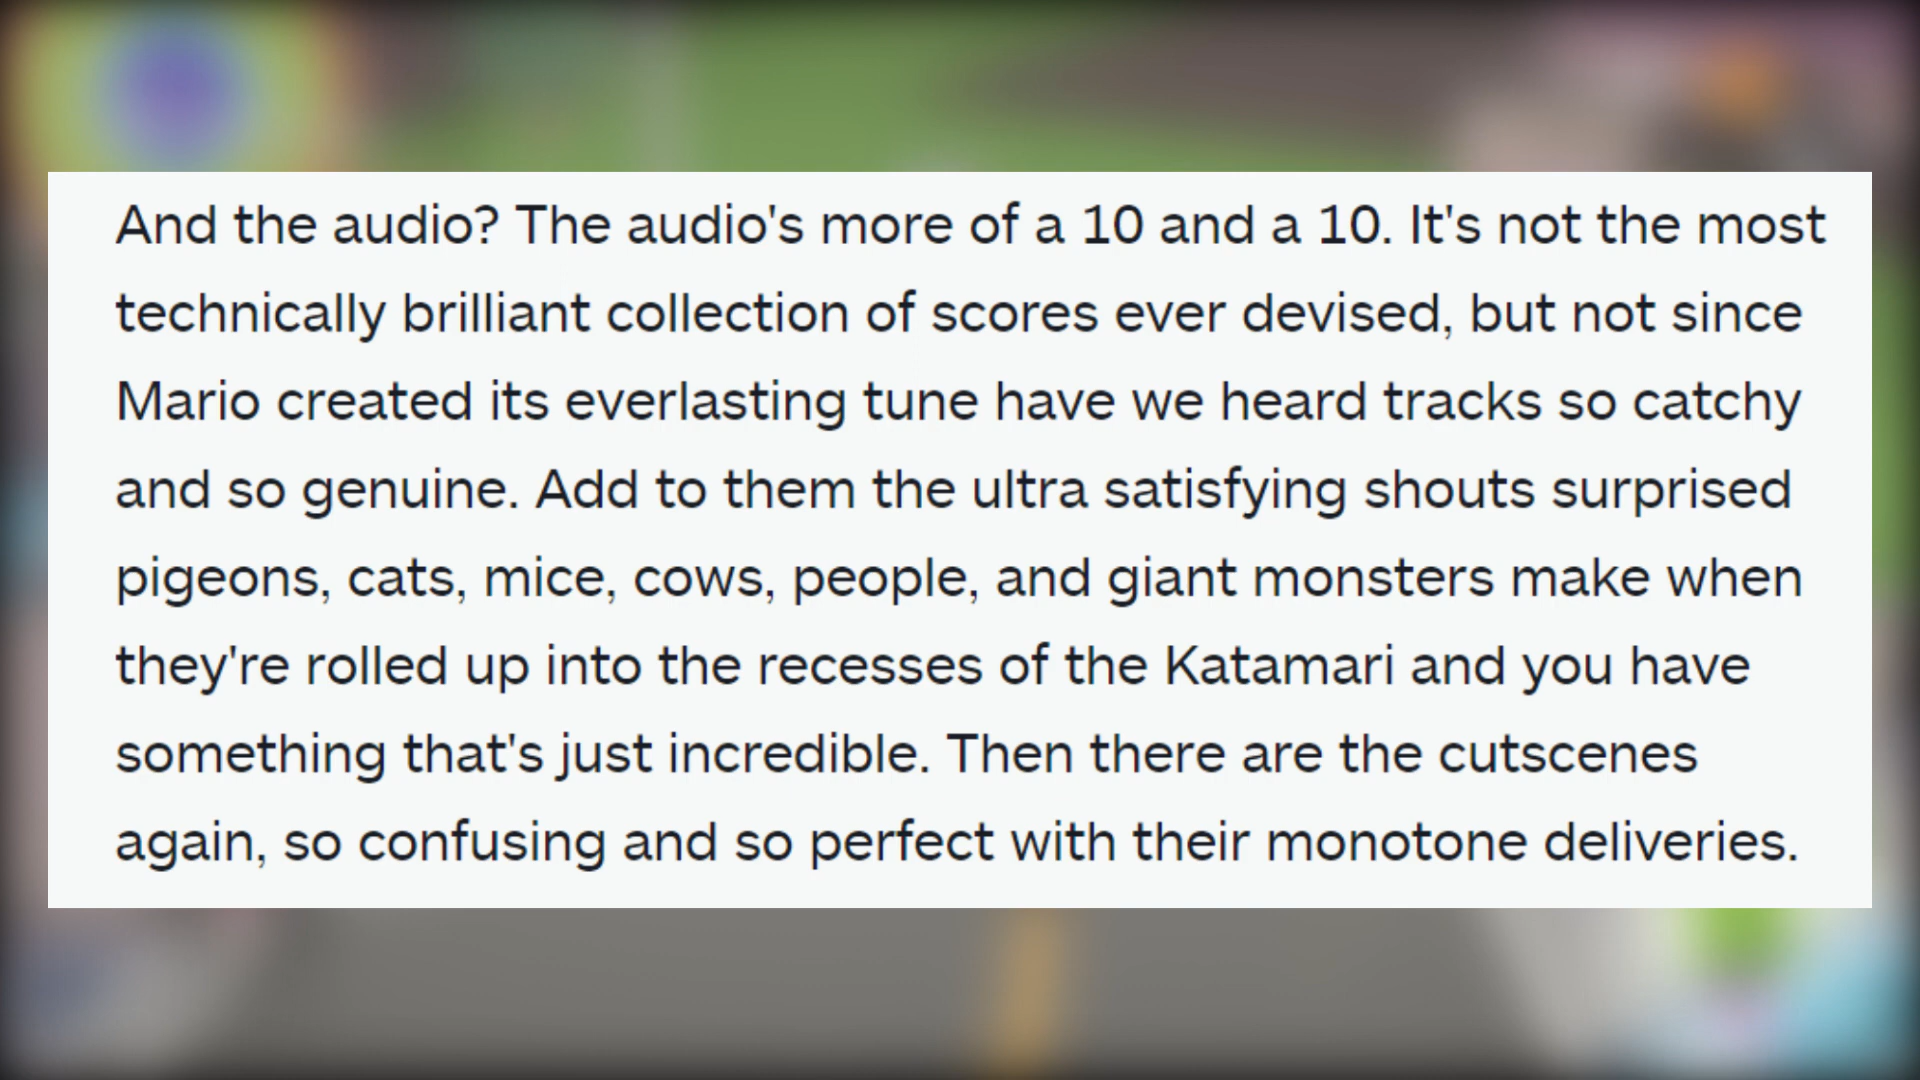 And the audio? The audio's more of a 10 and a 10. It's not the most
technically brilliant collection of scores ever devised, but not since
Mario created its everlasting tune have we heard tracks so catchy
and so genuine. Add to them the ultra satisfying shouts surprised
pigeons, cats, mice, cows, people, and giant monsters make when
they're rolled up into the recesses of the Katamari and you have
something that's just incredible. Then there are the cutscenes
again, so confusing and so perfect with their monotone deliveries.